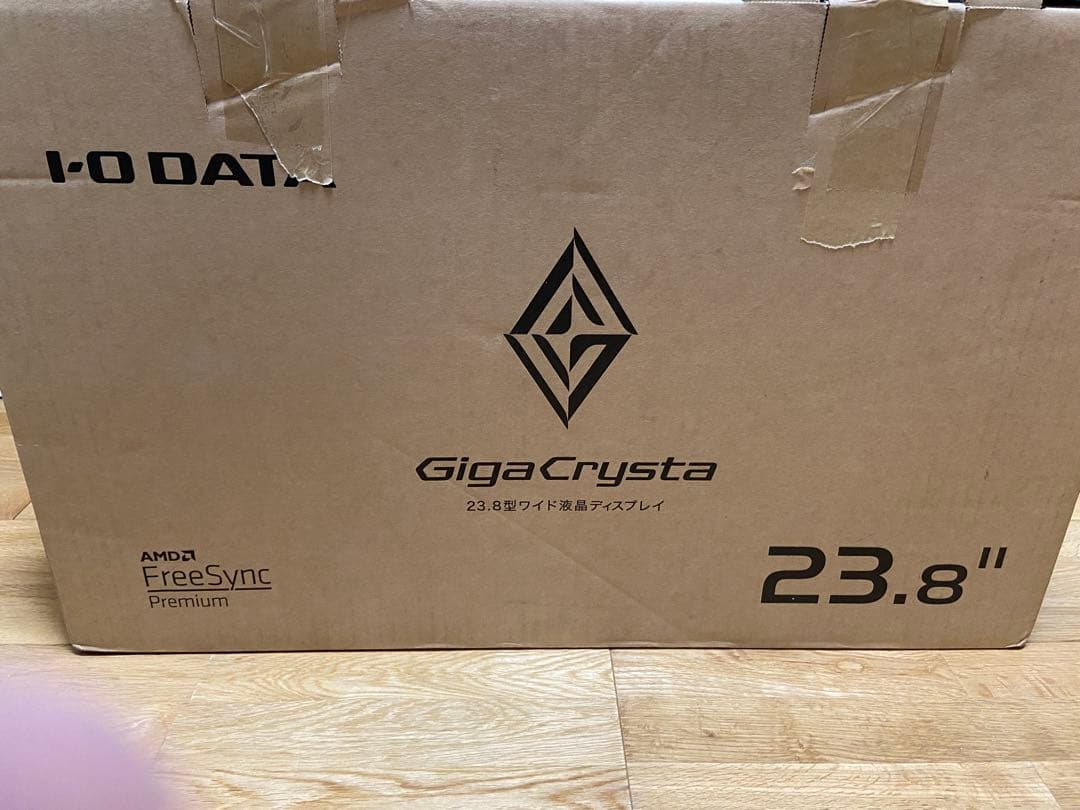 I-O DATA
GigaCrysta
23.8型ワイド液晶ディスプレイ
AMD
FreeSync
Premium
23.8"